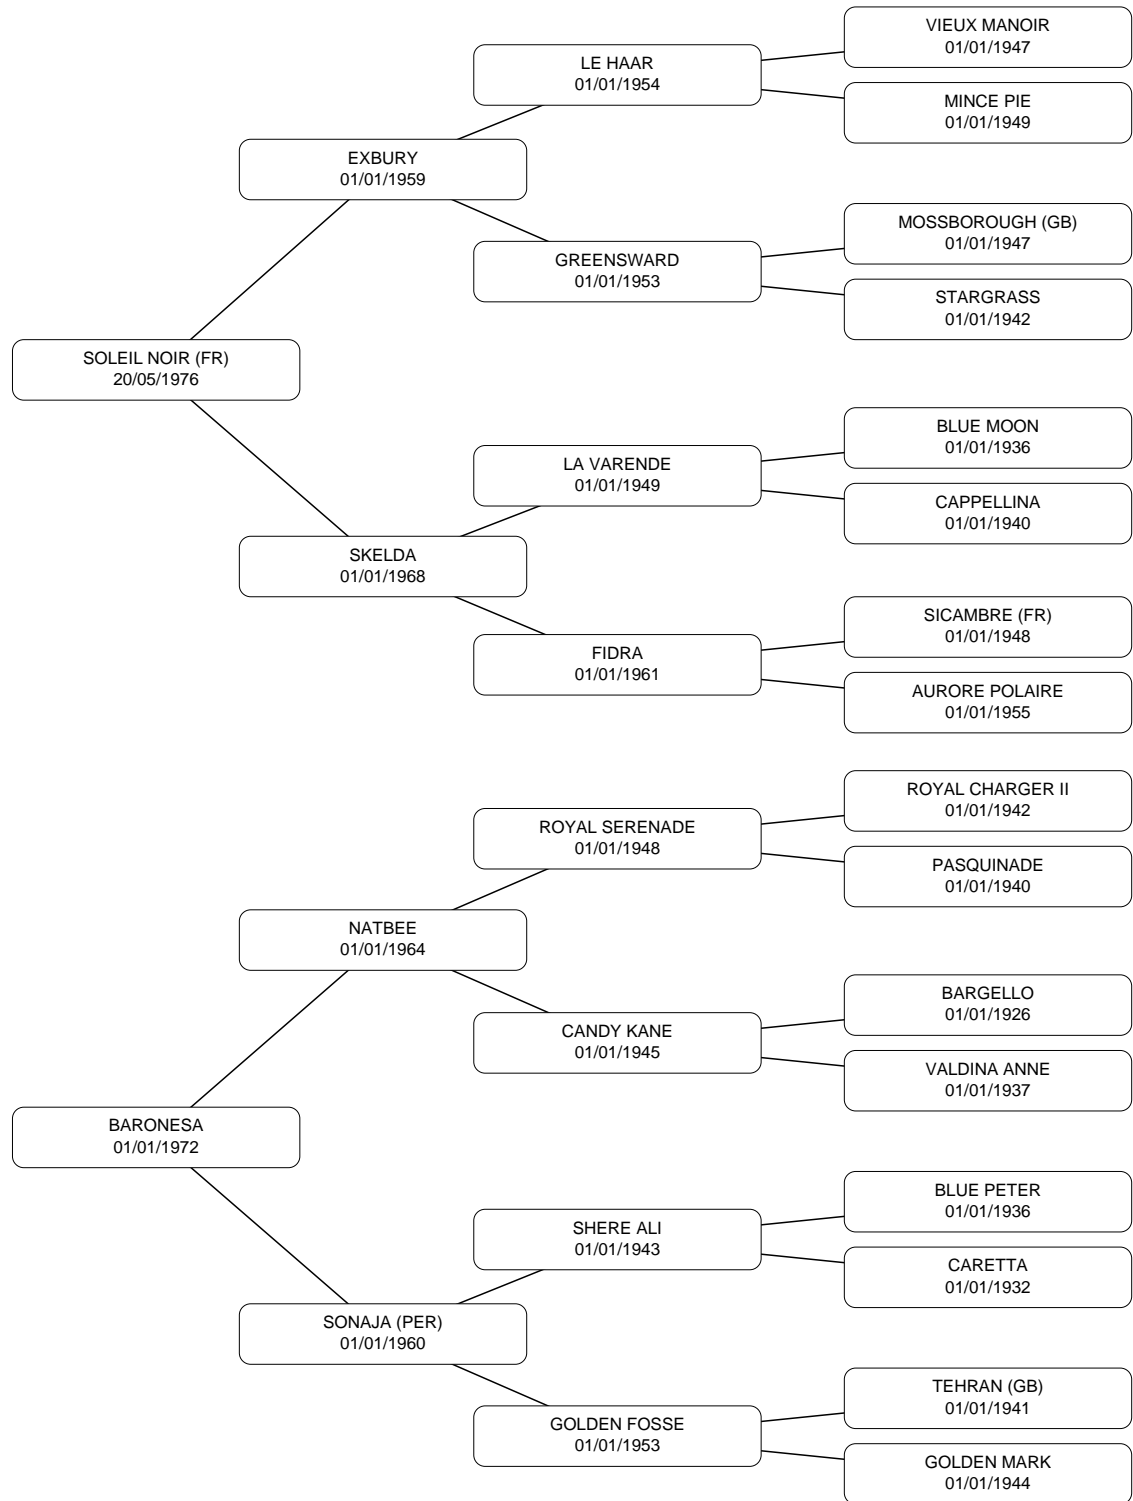 VIEUX MANOIR
01/01/1947
LE HAAR
01/01/1954
MINCE PIE
01/01/1949
EXBURY
01/01/1959
MOSSBOROUGH (GB)
01/01/1947
GREENSWARD
01/01/1953
STARGRASS
01/01/1942
SOLEIL NOIR (FR)
20/05/1976
BLUE MOON
01/01/1936
LA VARENDE
01/01/1949
CAPPELLINA
01/01/1940
SKELDA
01/01/1968
SICAMBRE (FR)
01/01/1948
FIDRA
01/01/1961
AURORE POLAIRE
01/01/1955
ROYAL CHARGER II
01/01/1942
ROYAL SERENADE
01/01/1948
PASQUINADE
01/01/1940
NATBEE
01/01/1964
BARGELLO
01/01/1926
CANDY KANE
01/01/1945
VALDINA ANNE
01/01/1937
BARONESA
01/01/1972
BLUE PETER
01/01/1936
SHERE ALI
01/01/1943
CARETTA
01/01/1932
SONAJA (PER)
01/01/1960
TEHRAN (GB)
01/01/1941
GOLDEN FOSSE
01/01/1953
GOLDEN MARK
01/01/1944